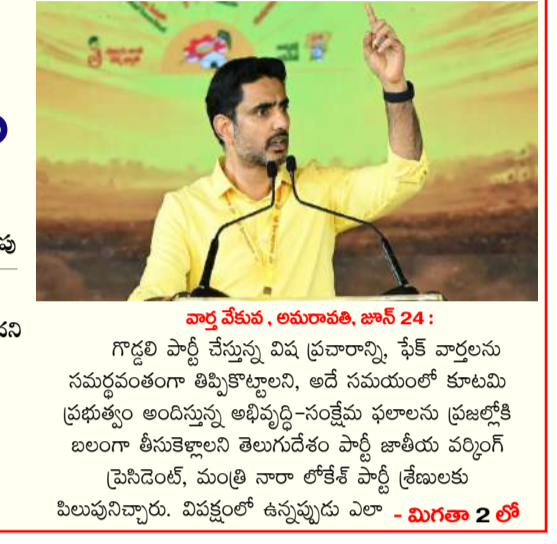 పు
దని
వార్త వేకువ , అమరావతి, జూన్ 24 :
గొడ్డలి పార్టీ చేస్తున్న విష ప్రచారాన్ని, ఫేక్ వార్తలను
సమర్థవంతంగా తిప్పికొట్టాలని, అదే సమయంలో కూటమి
ప్రభుత్వం అందిస్తున్న అభివృద్ధి-సంక్షేమ ఫలాలను ప్రజల్లోకి
బలంగా తీసుకెళ్లాలని తెలుగుదేశం పార్టీ జాతీయ వర్కింగ్
ప్రెసిడెంట్, మంత్రి నారా లోకేశ్ పార్టీ శ్రేణులకు
పిలుపునిచ్చారు. విపక్షంలో ఉన్నప్పుడు ఎలా - మిగతా 2 లో